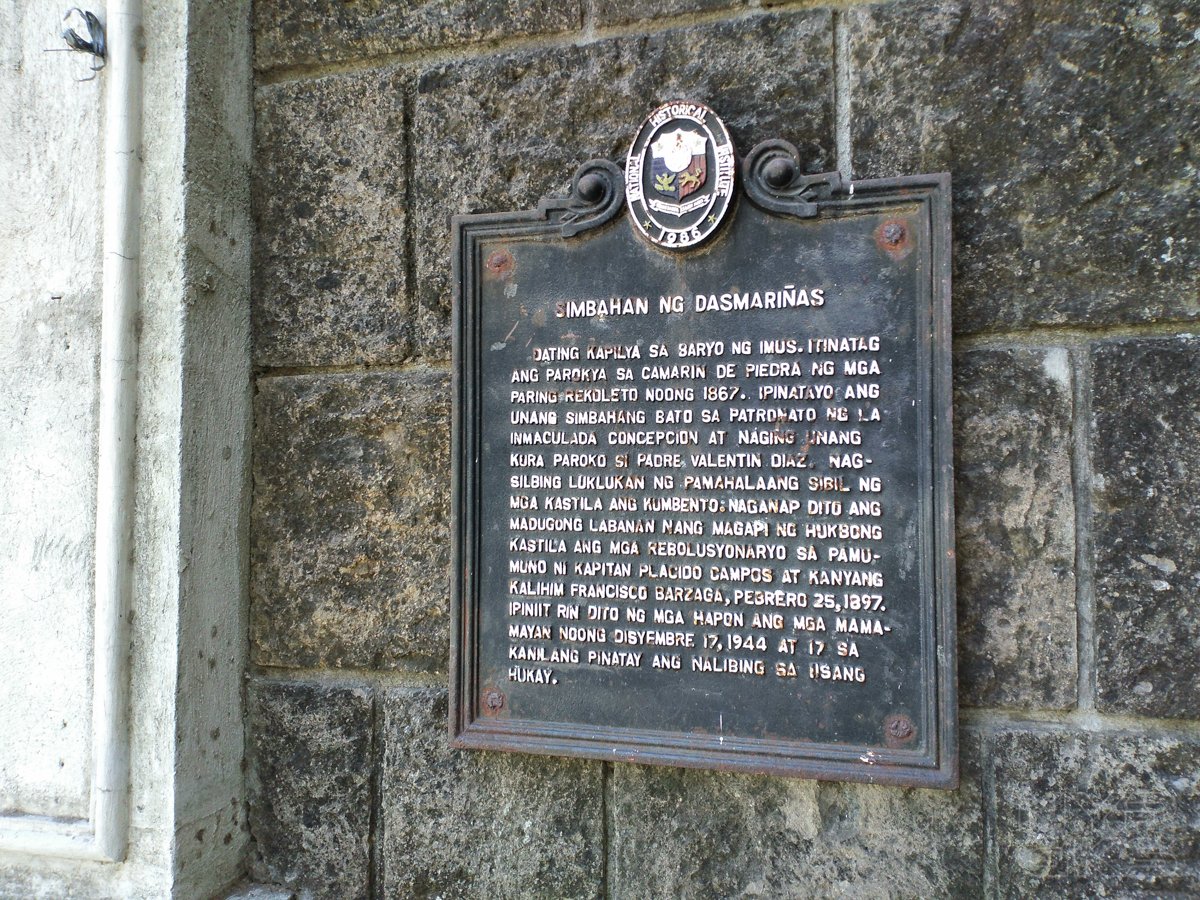 NATIONAL HISTORICAL INSTITUTE
1986
SIMBAHAN NG DASMARIÑAS
DATING KAPILYA SA BARYO NG IMUS. ITINATAG
ANG PAROKYA SA CAMARIN DE PIEDRA NG MGA
PARING REKOLETO NOONG 1867. IPINATAYO ANG
UNANG SIMBAHANG BATO SA PATRONATO NG LA
INMACULADA CONCEPCION AT NAGING UNANG
KURA PAROKO SI PADRE VALENTIN DIAZ. NAG-
SILBING LUKLUKAN NG PAMAHALAANG SIBIL NG
MGA KASTILA ANG KUMBENTO. NAGANAP DITO ANG
MADUGONG LABANAN NANG MAGAPI NG HUKBONG
KASTILA ANG MGA REBOLUSYONARYO SA PAMU-
MUNO NI KAPITAN PLACIDO CAMPOS AT KANYANG
KALIHIM FRANCISCO BARZAGA, PEBRERO 25, 1897.
IPINIIT RIN DITO NG MGA HAPON ANG MGA MAMA-
MAYAN NOONG DISYEMBRE 17, 1944 AT 17 SA
KANILANG PINATAY ANG NALIBING SA IISANG
HUKAY.